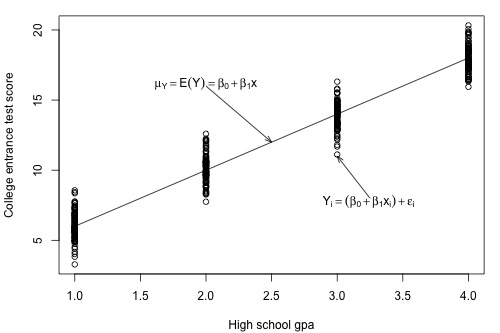 20
15
10
5
College entrance test score
μY = E(Y) = β0 + β1x
Yi = (β0 + β1xi) + εi
1.0 1.5 2.0 2.5 3.0 3.5 4.0
High school gpa